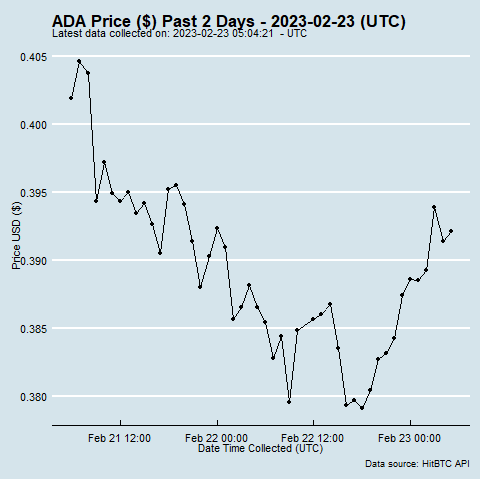 ADA Price ($) Past 2 Days - 2023-02-23 (UTC)
Latest data collected on: 2023-02-23 05:04:21  - UTC
0.405
0.400
0.395
0.390
0.385
0.380
Price USD ($)
Feb 21 12:00
Feb 22 00:00
Feb 22 12:00
Feb 23 00:00
Date Time Collected (UTC)
Data source: HitBTC API